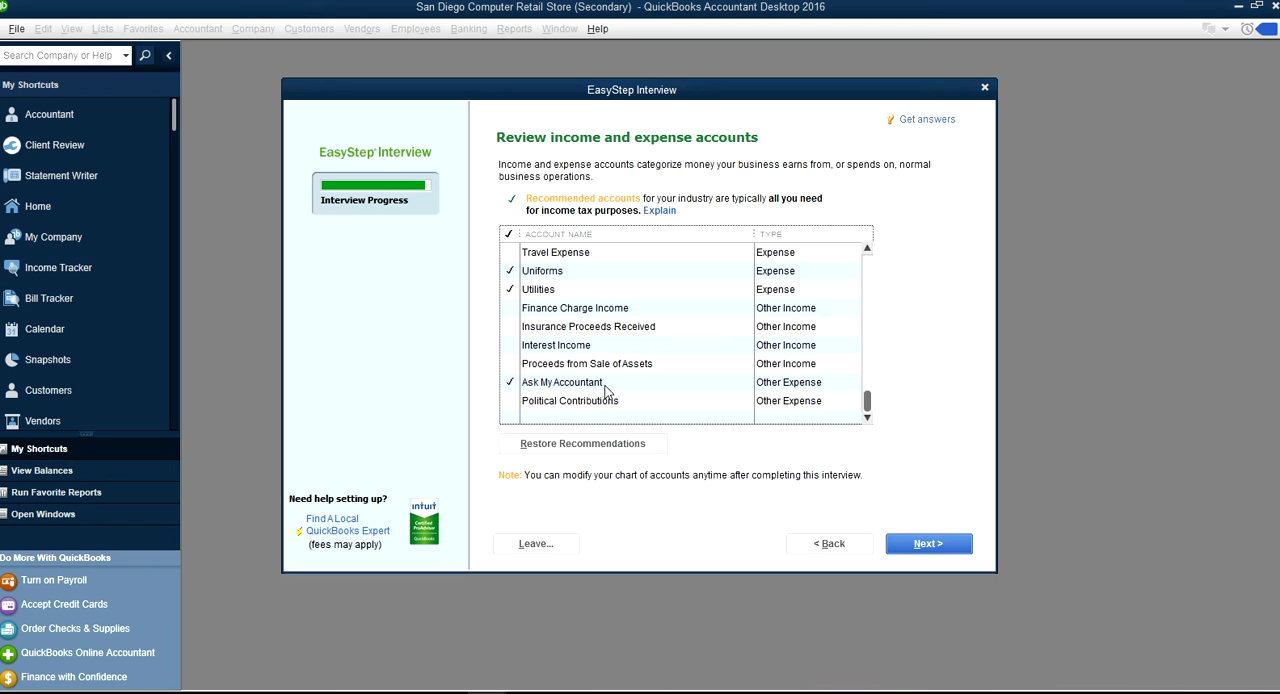 San Diego Computer Retail Store (Secondary) - QuickBooks Accountant Desktop 2016
File Edit View Lists Favorites Accountant Company Customers Vendors Employees Banking Reports Window Help
Search Company or Help
My Shortcuts
Accountant
Client Review
Statement Writer
Home
My Company
Income Tracker
Bill Tracker
Calendar
Snapshots
Customers
Vendors
My Shortcuts
View Balances
Run Favorite Reports
Open Windows
Do More With QuickBooks
Turn on Payroll
Accept Credit Cards
Order Checks & Supplies
QuickBooks Online Accountant
Finance with Confidence
EasyStep Interview
EasyStep Interview
Interview Progress
Need help setting up?
Find A Local
QuickBooks Expert
(fees may apply)
intuit
Certified
ProAdvisor
QuickBooks
Get answers
Review income and expense accounts
Income and expense accounts categorize money your business earns from, or spends on, normal
business operations.
✓ Recommended accounts for your industry are typically all you need
for income tax purposes. Explain
✓ ACCOUNT NAME TYPE
Travel Expense Expense
✓ Uniforms Expense
✓ Utilities Expense
Finance Charge Income Other Income
Insurance Proceeds Received Other Income
Interest Income Other Income
Proceeds from Sale of Assets Other Income
✓ Ask My Accountant Other Expense
Political Contributions Other Expense
Restore Recommendations
Note: You can modify your chart of accounts anytime after completing this interview.
Leave... < Back Next >